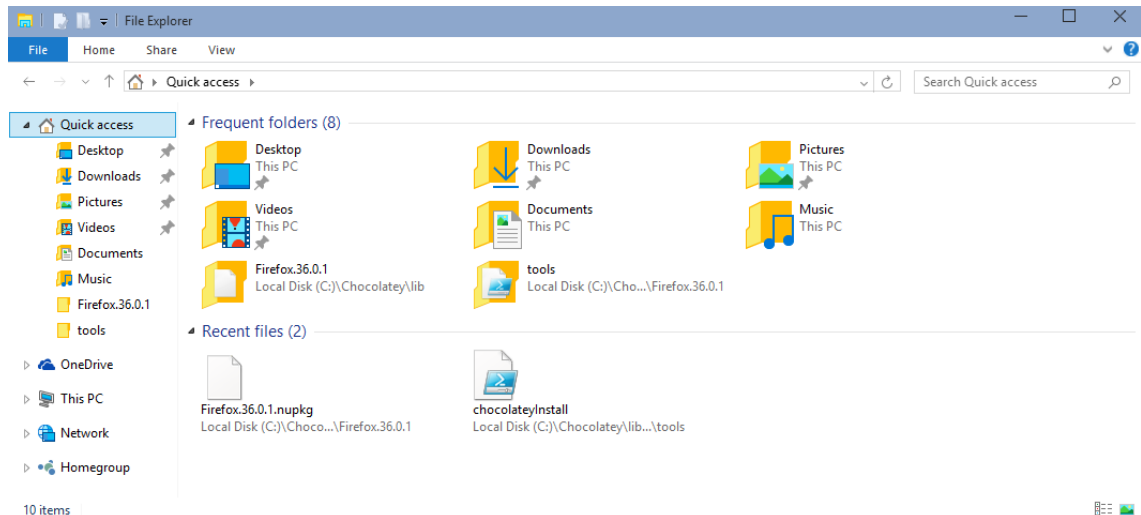 File Explorer
File Home Share View
Quick access
Search Quick access
Quick access
Desktop
Downloads
Pictures
Videos
Documents
Music
Firefox.36.0.1
tools
OneDrive
This PC
Network
Homegroup
Frequent folders (8)
Desktop
This PC
Downloads
This PC
Pictures
This PC
Videos
This PC
Documents
This PC
Music
This PC
Firefox.36.0.1
Local Disk (C:)\Chocolatey\lib
tools
Local Disk (C:)\Cho...\Firefox.36.0.1
Recent files (2)
Firefox.36.0.1.nupkg
Local Disk (C:)\Choco...\Firefox.36.0.1
chocolateyInstall
Local Disk (C:)\Chocolatey\lib...\tools
10 items